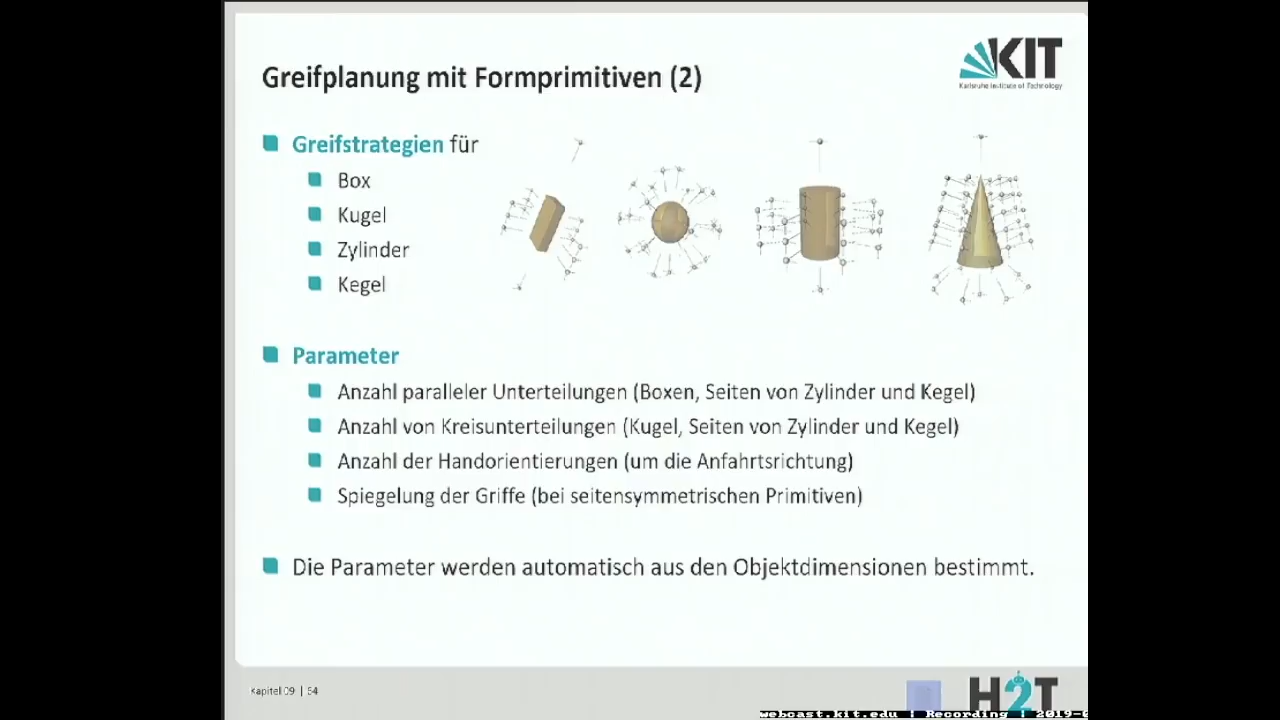 Greifplanung mit Formprimitiven (2)
KIT
Karlsruhe Institute of Technology
Greifstrategien für
Box
Kugel
Zylinder
Kegel
Parameter
Anzahl paralleler Unterteilungen (Boxen, Seiten von Zylinder und Kegel)
Anzahl von Kreisunterteilungen (Kugel, Seiten von Zylinder und Kegel)
Anzahl der Handorientierungen (um die Anfahrtsrichtung)
Spiegelung der Griffe (bei seitensymmetrischen Primitiven)
Die Parameter werden automatisch aus den Objektdimensionen bestimmt.
Kapitel 09 | 64
H2T
webcast.kit.edu | Recording | 2019-